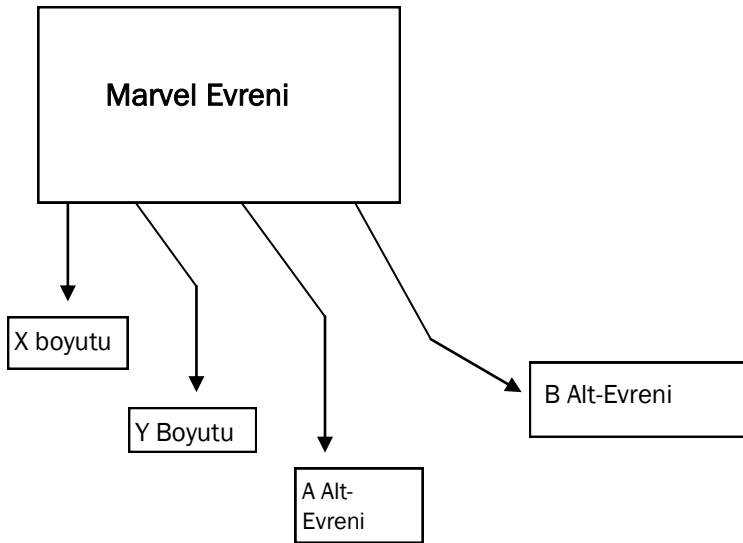 Marvel Evreni
X boyutu
Y Boyutu
A Alt-
Evreni
B Alt-Evreni